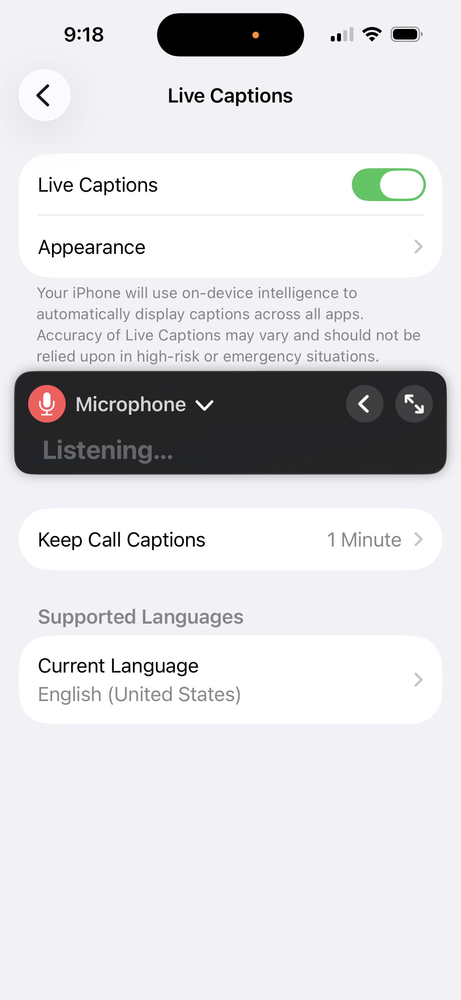 9:18
Live Captions
Live Captions
Appearance
Your iPhone will use on-device intelligence to
automatically display captions across all apps.
Accuracy of Live Captions may vary and should not be
relied upon in high-risk or emergency situations.
Microphone
Listening...
Keep Call Captions 1 Minute
Supported Languages
Current Language
English (United States)